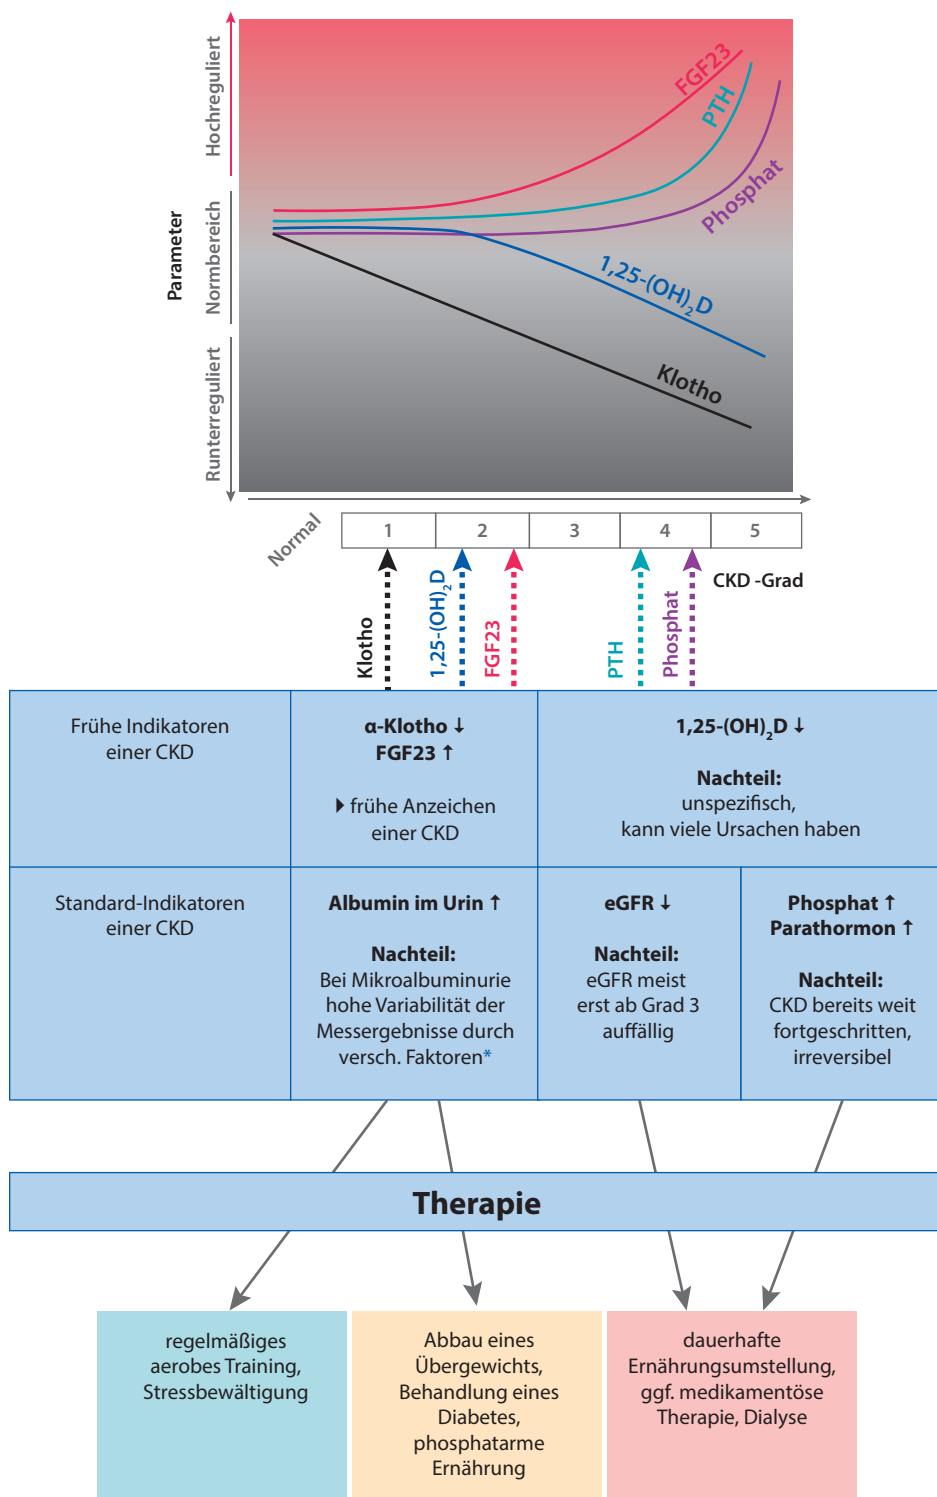 Parameter
Hochreguliert
Normbereich
Runterreguliert
FGF23
PTH
Phosphat
1,25-(OH)₂D
Klotho
Normal
1
2
3
4
5
CKD -Grad
Klotho
1,25-(OH)₂D
FGF23
PTH
Phosphat
Frühe Indikatoren
einer CKD
α-Klotho ↓
FGF23 ↑
▶ frühe Anzeichen
einer CKD
1,25-(OH)₂D ↓
Nachteil:
unspezifisch,
kann viele Ursachen haben
Standard-Indikatoren
einer CKD
Albumin im Urin ↑
Nachteil:
Bei Mikroalbuminurie
hohe Variabilität der
Messergebnisse durch
versch. Faktoren*
eGFR ↓
Nachteil:
eGFR meist
erst ab Grad 3
auffällig
Phosphat ↑
Parathormon ↑
Nachteil:
CKD bereits weit
fortgeschritten,
irreversibel
Therapie
regelmäßiges
aerobes Training,
Stressbewältigung
Abbau eines
Übergewichts,
Behandlung eines
Diabetes,
phosphatarme
Ernährung
dauerhafte
Ernährungsumstellung,
ggf. medikamentöse
Therapie, Dialyse